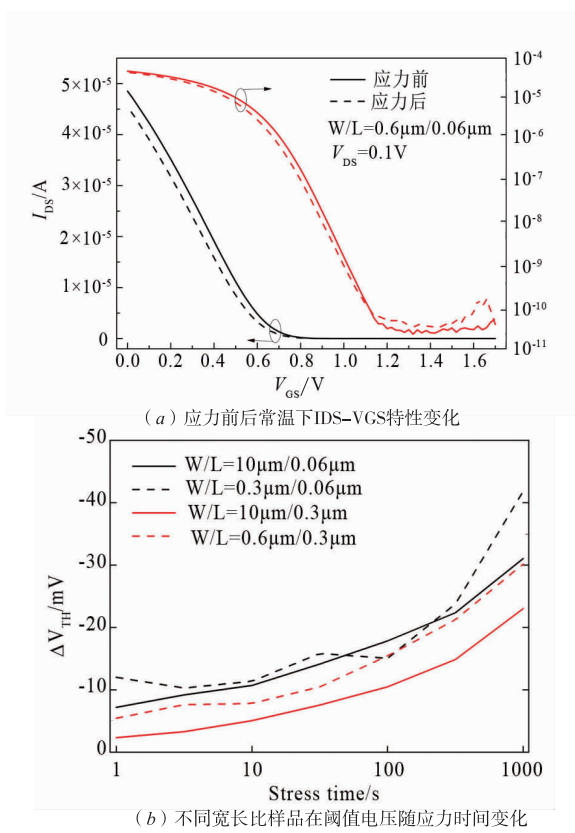 5×10⁻⁵
4×10⁻⁵
3×10⁻⁵
2×10⁻⁵
1×10⁻⁵
0
I_DS/A
10⁻⁴
10⁻⁵
10⁻⁶
10⁻⁷
10⁻⁸
10⁻⁹
10⁻¹⁰
10⁻¹¹
应力前
应力后
W/L=0.6μm/0.06μm
V_DS=0.1V
0.0 0.2 0.4 0.6 0.8 1.0 1.2 1.4 1.6
V_GS/V
(a)应力前后常温下IDS–VGS特性变化
-50
-40
-30
-20
-10
0
ΔV_TH/mV
W/L=10μm/0.06μm
W/L=0.3μm/0.06μm
W/L=10μm/0.3μm
W/L=0.6μm/0.3μm
1 10 100 1000
Stress time/s
(b)不同宽长比样品在阈值电压随应力时间变化